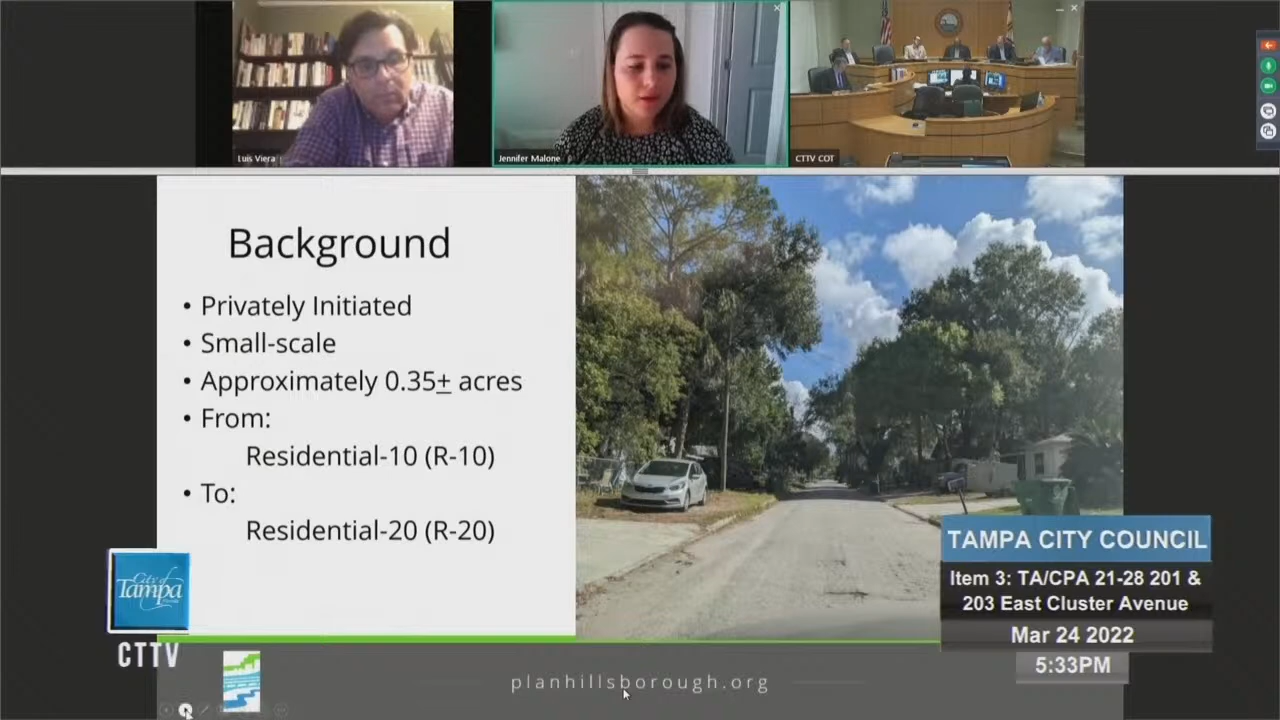 Luis Viera
Jennifer Malone
CTTV COT
Background
• Privately Initiated
• Small-scale
• Approximately 0.35± acres
• From:
Residential-10 (R-10)
• To:
Residential-20 (R-20)
City of
Tampa
CTTV
TAMPA CITY COUNCIL
Item 3: TA/CPA 21-28 201 &
203 East Cluster Avenue
Mar 24 2022
5:33PM
planhillsborough.org